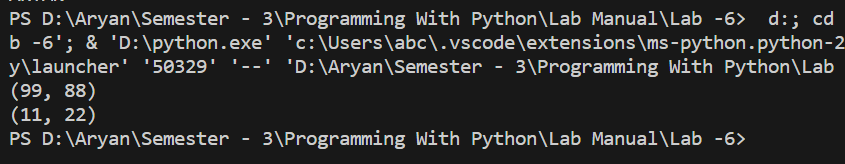 PS D:\Aryan\Semester - 3\Programming With Python\Lab Manual\Lab -6>  d:; cd
b -6'; & 'D:\python.exe' 'c:\Users\abc\.vscode\extensions\ms-python.python-2
y\launcher' '50329' '--' 'D:\Aryan\Semester - 3\Programming With Python\Lab
(99, 88)
(11, 22)
PS D:\Aryan\Semester - 3\Programming With Python\Lab Manual\Lab -6>